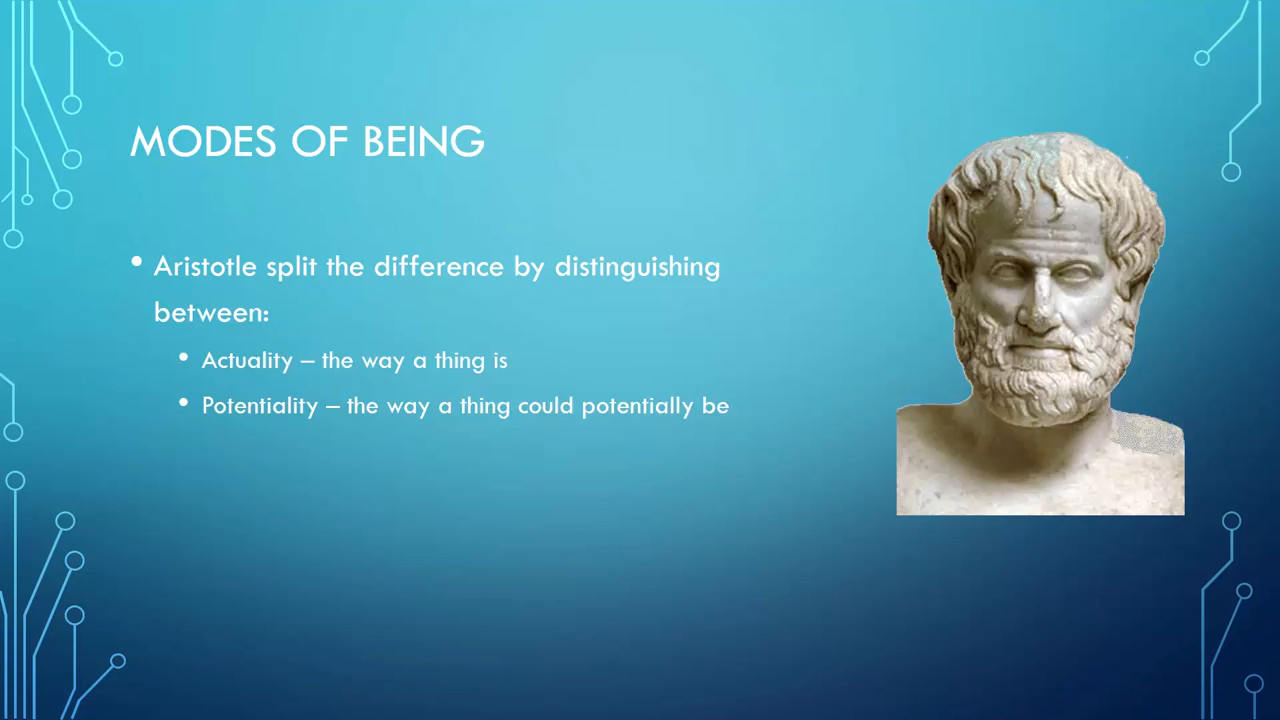 MODES OF BEING
• Aristotle split the difference by distinguishing
between:
• Actuality – the way a thing is
• Potentiality – the way a thing could potentially be